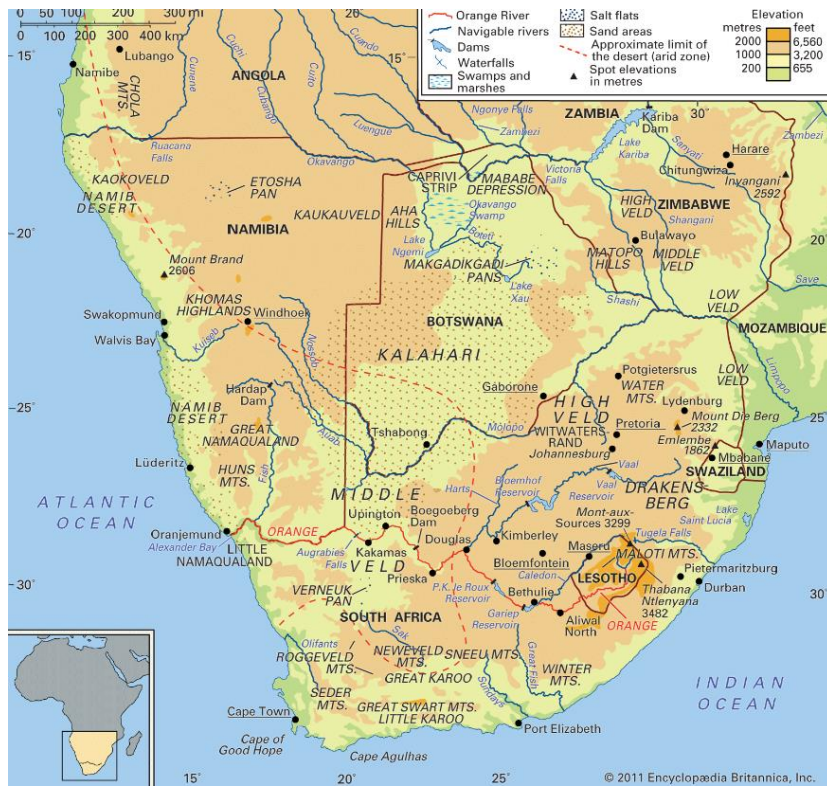 100 200 300 mi
0 100 200 300 km
Orange River
Navigable rivers
Dams
Waterfalls
Swamps and
marshes
Salt flats
Sand areas
Approximate limit of
the desert (arid zone)
Spot elevations
in metres
Elevation
metres feet
2000 6,560
1000 3,200
200 655
15°
15°
30°
Lubango
Namibe
CHOLA
MTS.
ANGOLA
Cunene
Cuchi
Cubango
Cuito
Cuando
Luengue
Ngonye Falls
Zambezi
ZAMBIA
Kariba
Dam
Sanyati
Zambezi
Lake
Kariba
Harare
Chitungwiza
Inyangani
2592
Ruacana
Falls
Okavango
CAPRIVI
STRIP
MABABE
DEPRESSION
Victoria
Falls
KAOKOVELD
NAMIB
DESERT
ETOSHA
PAN
KAUKAUVELD
AHA
HILLS
Okavango
Swamp
HIGH
VELD
ZIMBABWE
Shangani
20°
NAMIBIA
Lake
Ngemi
Boteti
Bulawayo
20°
Mount Brand
2606
MAKGADIKGADI
PANS
Lake
Xau
MATOPO
HILLS
MIDDLE
VELD
Save
Shashi
KHOMAS
HIGHLANDS
Windhoek
Swakopmund
Walvis Bay
Kuiseb
Nossob
BOTSWANA
KALAHARI
LOW
VELD
MOZAMBIQUE
Potgietersrus
WATER
MTS.
LOW
VELD
Limpopo
Gaborone
Hardap
Dam
NAMIB
DESERT
GREAT
NAMAQUALAND
Auab
Fish
HIGH
VELD
WITWATERS
RAND
Lydenburg
Mount Die Berg
2332
Pretoria
Emlembe
1862
25°
25°
Johannesburg
Molopo
Tshabong
Mbabane
Maputo
SWAZILAND
Lüderitz
HUNS
MTS.
Vaal
Bloemhof
Reservoir
Vaal
Reservoir
DRAKENS
BERG
ATLANTIC
OCEAN
MIDDLE
VELD
Harts
Upington
Boegoeberg
Dam
Mont-aux-
Sources 3299
Lake
Saint Lucia
Oranjemund
Alexander Bay
ORANGE
Douglas
Kimberley
Maserd
Tugela Falls
LITTLE
NAMAQUALAND
Augrabies
Falls
Kakamas
Prieska
Bloemfontein
MALOTI MTS.
LESOTHO
Pietermaritzburg
Durban
30°
30°
VERNEUK
PAN
P.K. le Roux
Reservoir
Caledon
Bethulie
Thabana
Ntlenyana
3482
SOUTH AFRICA
Gariep
Reservoir
Aliwal
North
ORANGE
Olifants
Sak
ROGGEVELD
MTS.
NEWEVELD
MTS.
SNEEU MTS.
GREAT KAROO
Great Fish
WINTER
MTS.
SEDER
MTS.
GREAT SWART MTS.
LITTLE KAROO
Sundays
INDIAN
OCEAN
Cape Town
Cape of
Good Hope
Port Elizabeth
Cape Agulhas
15°
20°
25°
© 2011 Encyclopædia Britannica, Inc.